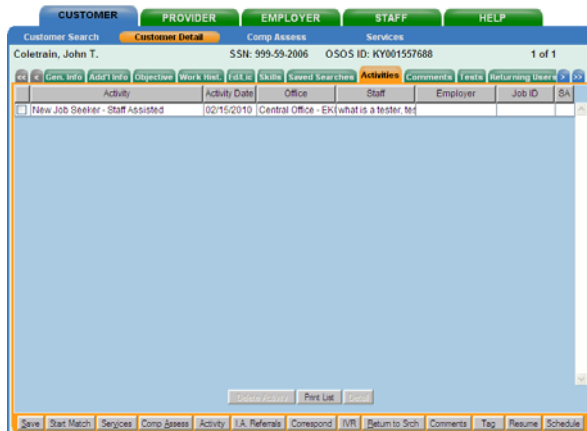 CUSTOMER PROVIDER EMPLOYER STAFF HELP
Customer Search Customer Detail Comp Assess Services
Coletrain, John T. SSN: 999-59-2006 OSOS ID: KY001557688 1 of 1
Gen. Info Add'l Info Objective Work Hist. Ed/Lic Skills Saved Searches Activities Comments Tests Returning Users
Activity Activity Date Office Staff Employer Job ID SA
New Job Seeker - Staff Assisted 02/15/2010 Central Office - EKI what is a tester, tes
Delete Activity Print List Detail
Save Start Match Services Comp Assess Activity I.A. Referrals Correspond IVR Return to Srch Comments Tag Resume Schedule